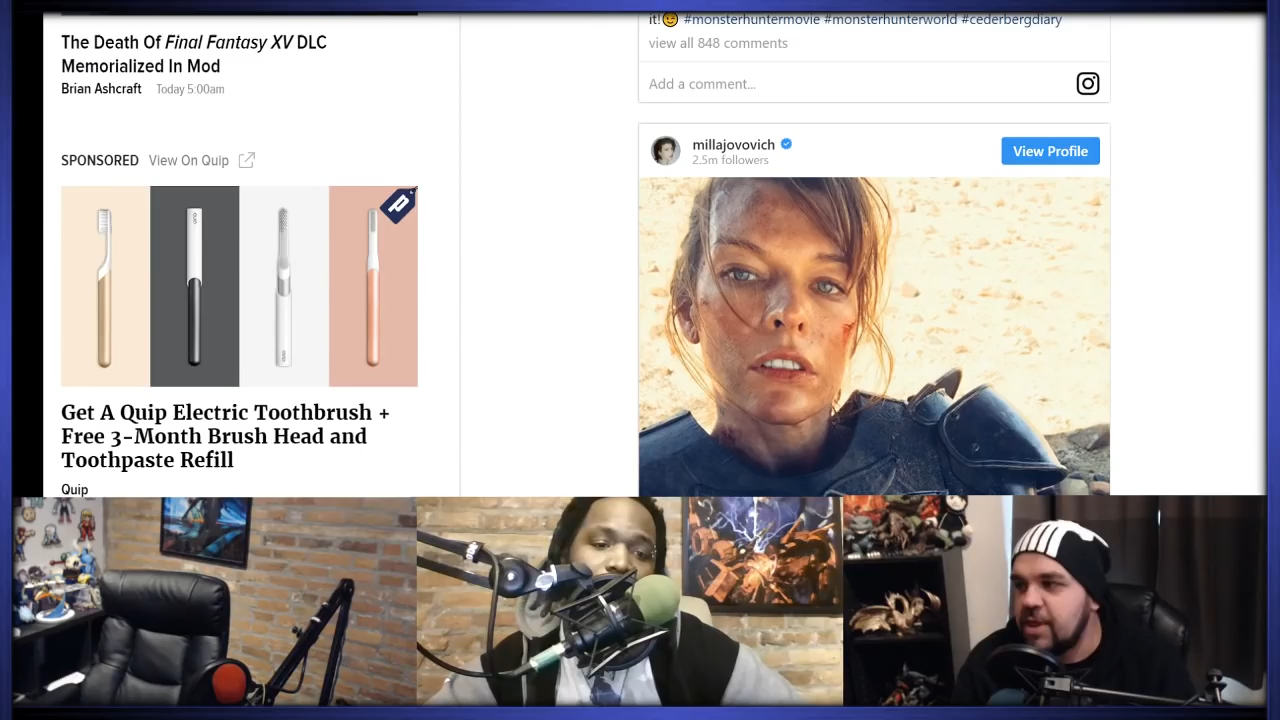 The Death Of Final Fantasy XV DLC
Memorialized In Mod
Brian Ashcraft Today 5:00am
SPONSORED View On Quip
quip
quip
Get A Quip Electric Toothbrush +
Free 3-Month Brush Head and
Toothpaste Refill
Quip
it!😉 #monsterhuntermovie #monsterhunterworld #cederbergdiary
view all 848 comments
Add a comment...
millajovovich
2.5m followers
View Profile